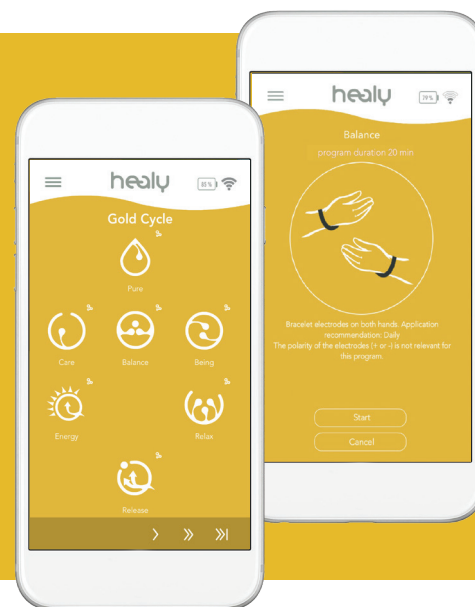 healy
83 %
Gold Cycle
Pure
Care
Balance
Being
Energy
Relax
Release
healy
79 %
Balance
program duration 20 min
Bracelet electrodes on both hands. Application
recommendation: Daily
The polarity of the electrodes (+ or -) is not relevant for
this program.
Start
Cancel